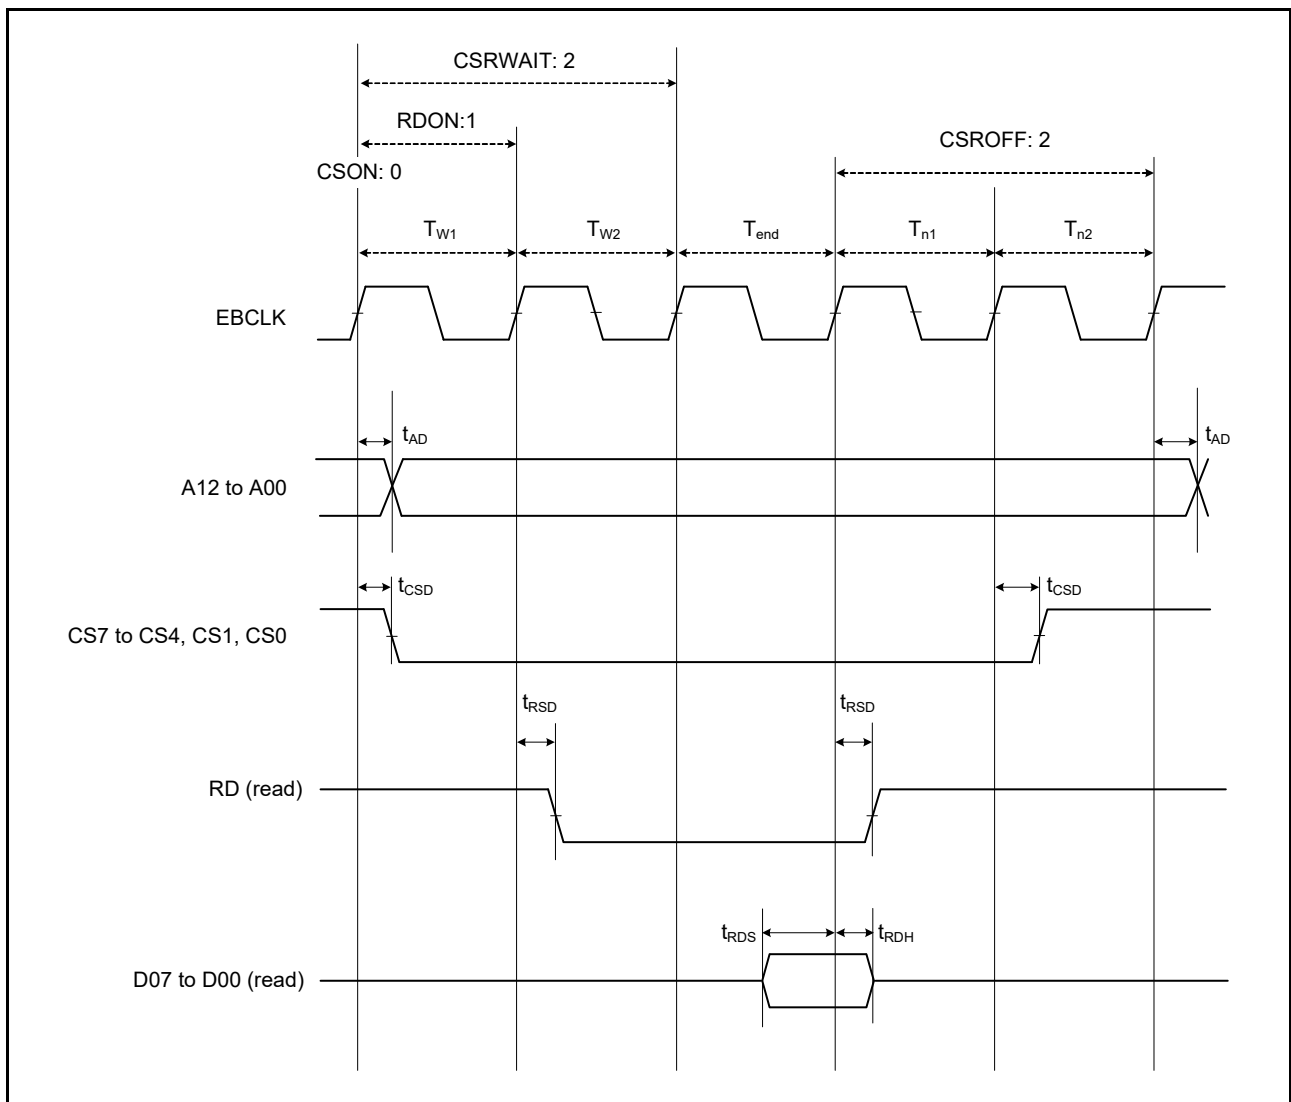 CSRWAIT: 2
RDON:1
CSROFF: 2
CSON: 0
TW1
TW2
Tend
Tn1
Tn2
EBCLK
tAD
tAD
A12 to A00
tCSD
tCSD
CS7 to CS4, CS1, CS0
tRSD
tRSD
RD (read)
tRDS
tRDH
D07 to D00 (read)